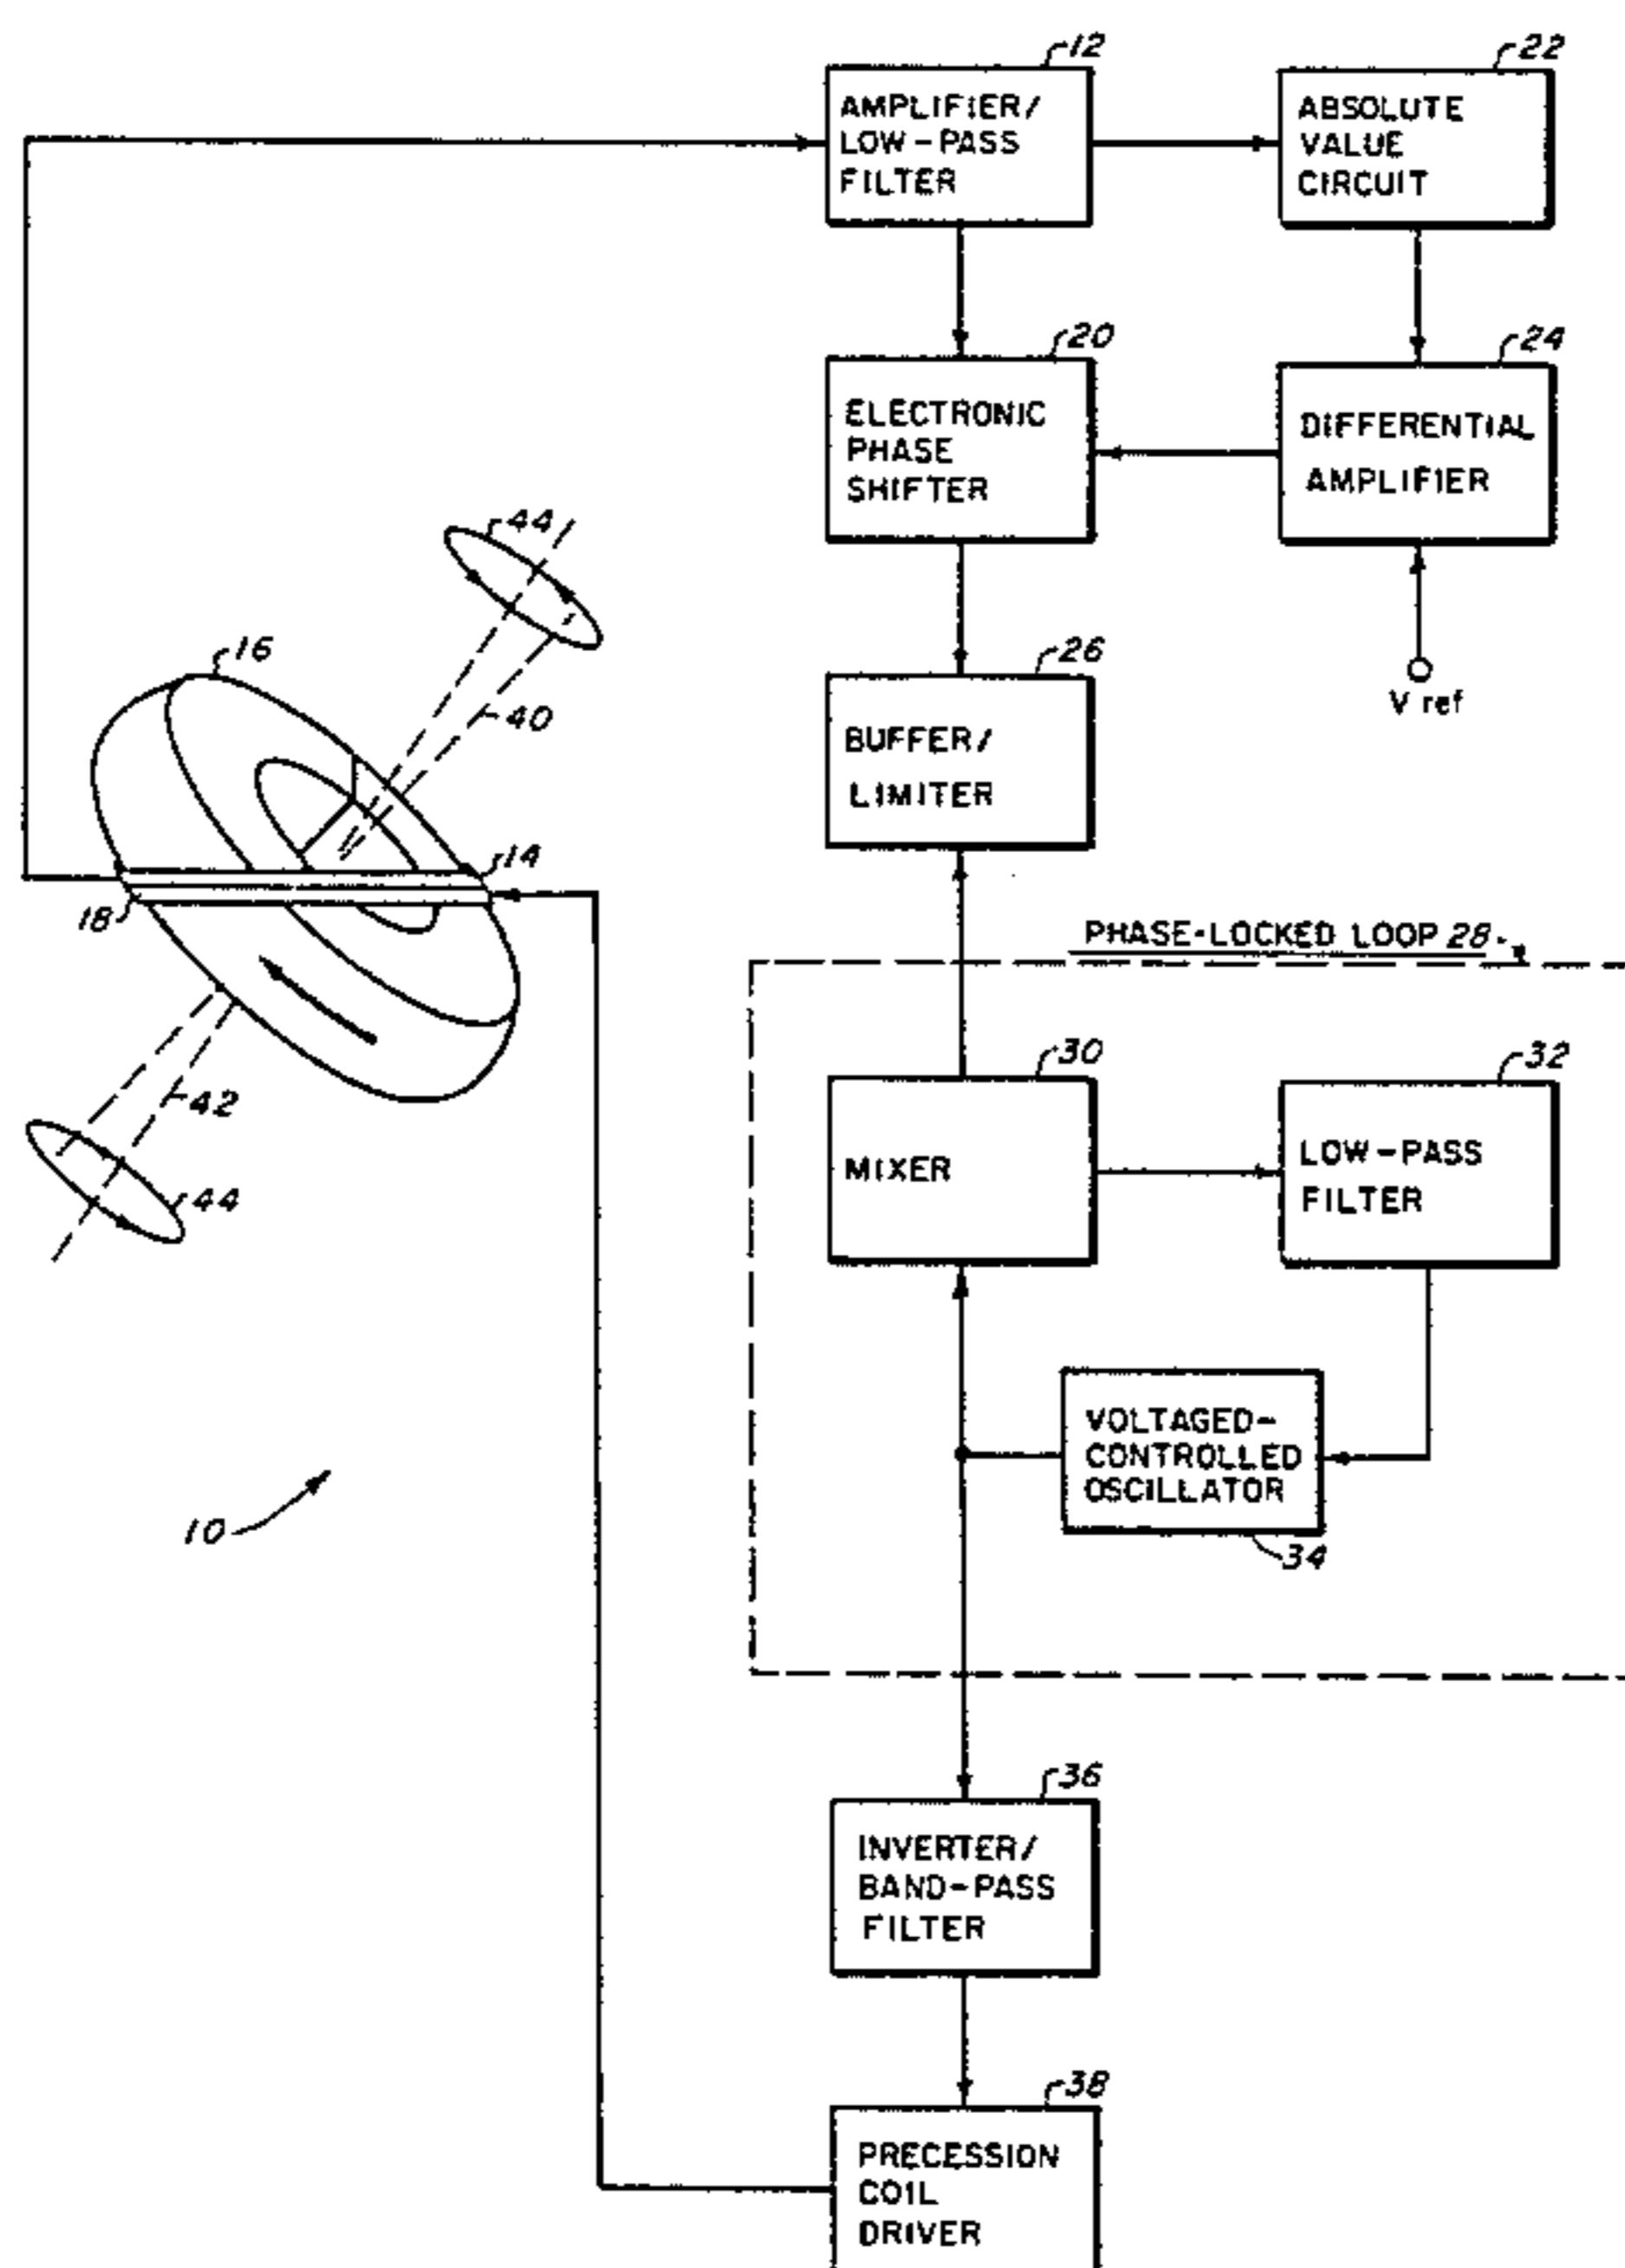 12
AMPLIFIER/
LOW-PASS
FILTER
22
ABSOLUTE
VALUE
CIRCUIT
20
ELECTRONIC
PHASE
SHIFTER
24
DIFFERENTIAL
AMPLIFIER
V ref
44
16
40
26
BUFFER/
LIMITER
14
18
42
44
PHASE-LOCKED LOOP 28
30
MIXER
32
LOW-PASS
FILTER
VOLTAGED-
CONTROLLED
OSCILLATOR
34
10
36
INVERTER/
BAND-PASS
FILTER
38
PRECESSION
COIL
DRIVER